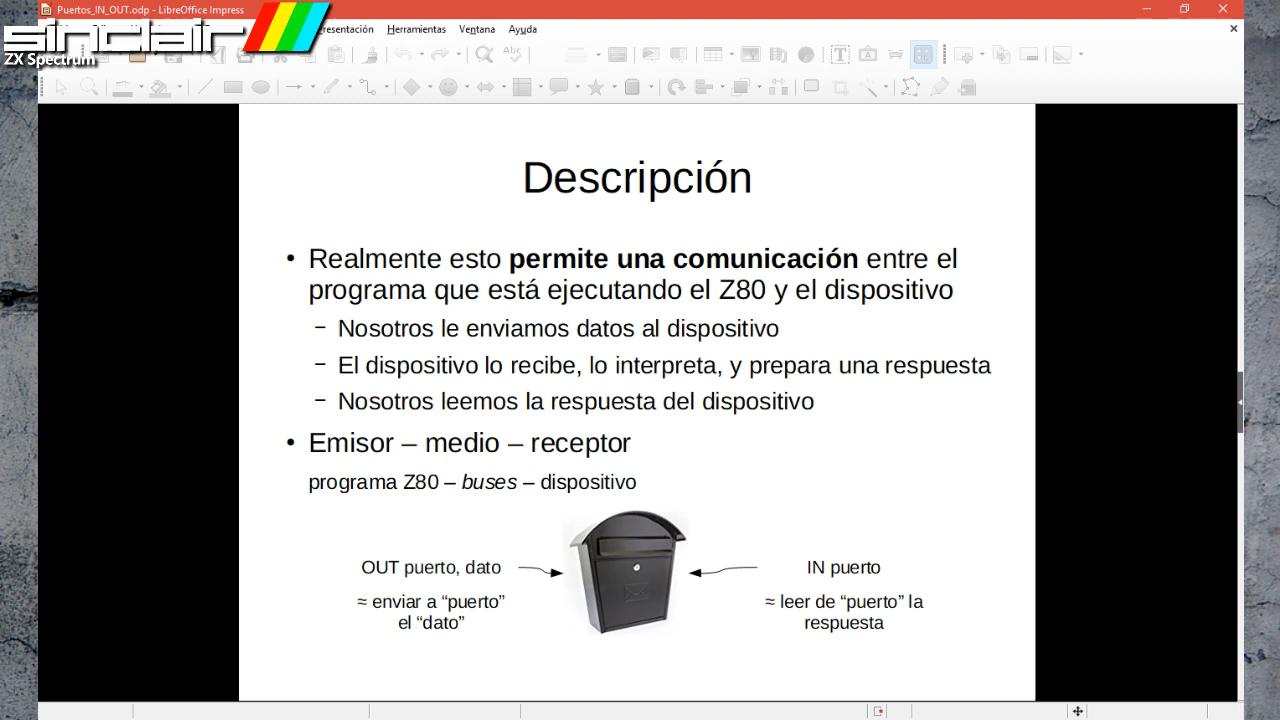 Puertos_IN_OUT.odp - LibreOffice Impress
sinclair
ZX Spectrum
Herramientas
Ventana
Ayuda
Descripción
• Realmente esto permite una comunicación entre el
programa que está ejecutando el Z80 y el dispositivo
– Nosotros le enviamos datos al dispositivo
– El dispositivo lo recibe, lo interpreta, y prepara una respuesta
– Nosotros leemos la respuesta del dispositivo
• Emisor – medio – receptor
programa Z80 – buses – dispositivo
OUT puerto, dato
≈ enviar a “puerto”
el “dato”
IN puerto
≈ leer de “puerto” la
respuesta